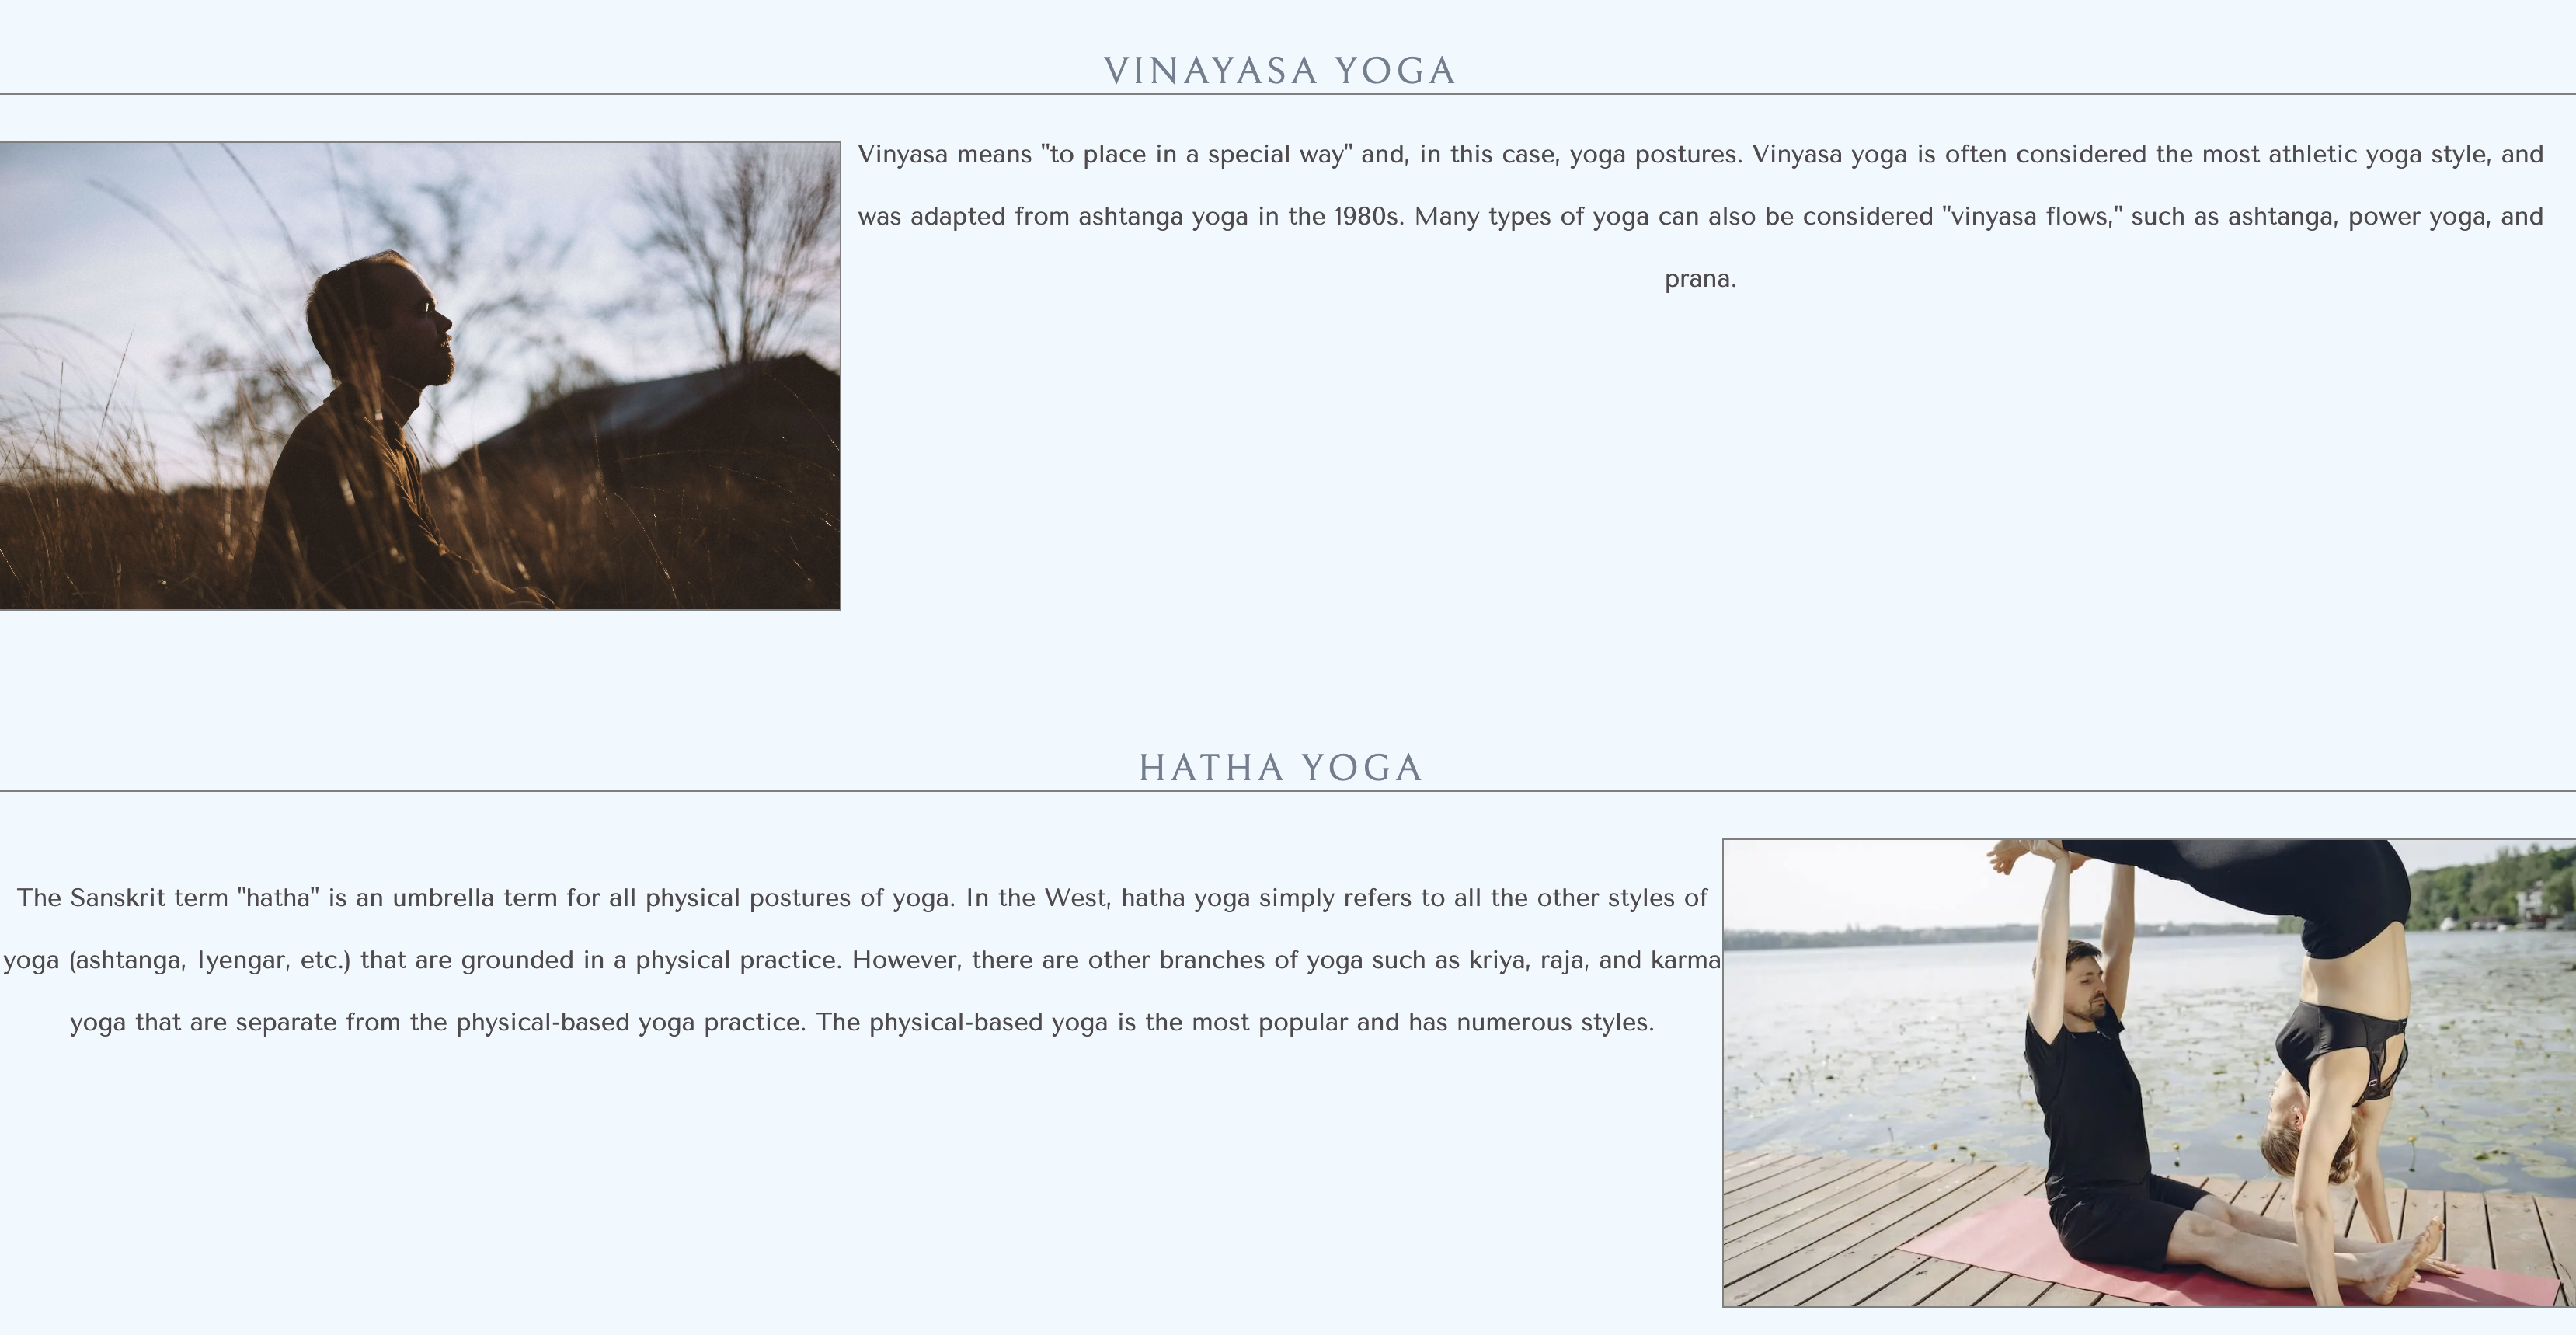 VINAYASA YOGA
Vinyasa means "to place in a special way" and, in this case, yoga postures. Vinyasa yoga is often considered the most athletic yoga style, and
was adapted from ashtanga yoga in the 1980s. Many types of yoga can also be considered "vinyasa flows," such as ashtanga, power yoga, and
prana.
HATHA YOGA
The Sanskrit term "hatha" is an umbrella term for all physical postures of yoga. In the West, hatha yoga simply refers to all the other styles of
yoga (ashtanga, Iyengar, etc.) that are grounded in a physical practice. However, there are other branches of yoga such as kriya, raja, and karma
yoga that are separate from the physical-based yoga practice. The physical-based yoga is the most popular and has numerous styles.